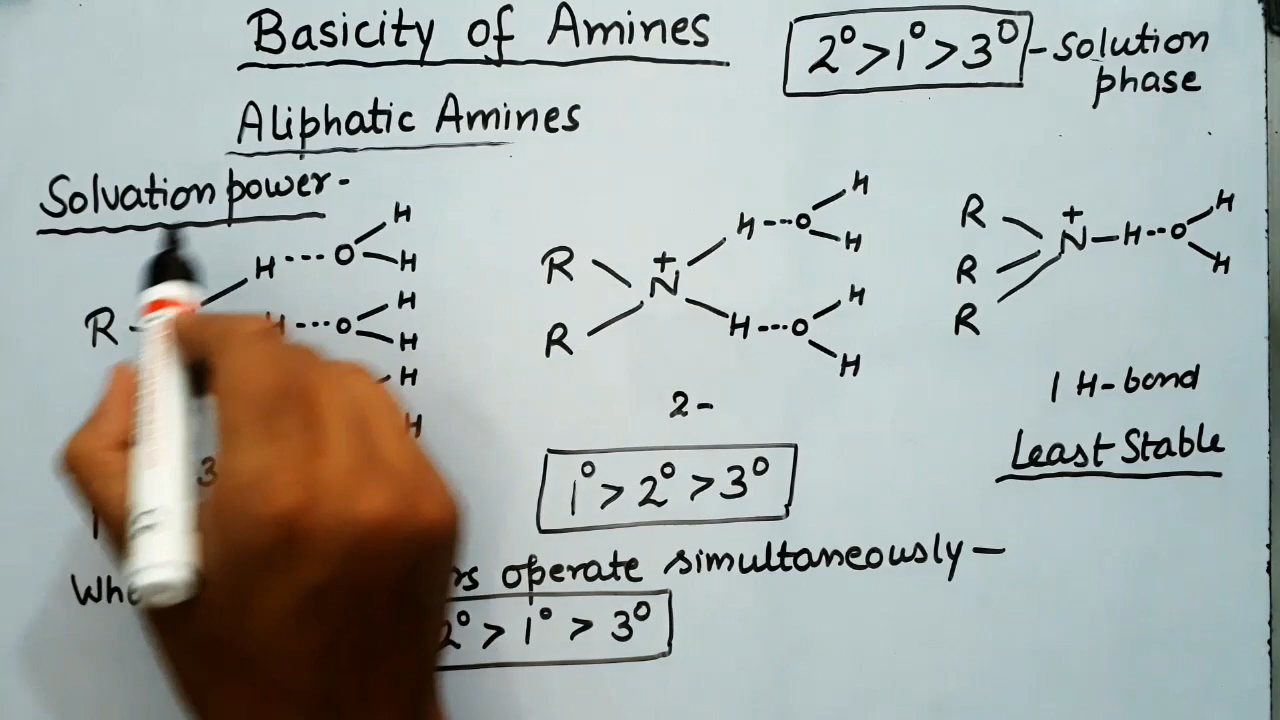 Basicity of Amines
2° > 1° > 3° - Solution phase
Aliphatic Amines
Solvation power -
R H --- O H H
H --- O H H
H
H
3
R R N + H --- O H H
H --- O H H
2 -
R R R N + - H --- O H H
1 H-bond
Least Stable
1° > 2° > 3°
operate simultaneously -
2° > 1° > 3°